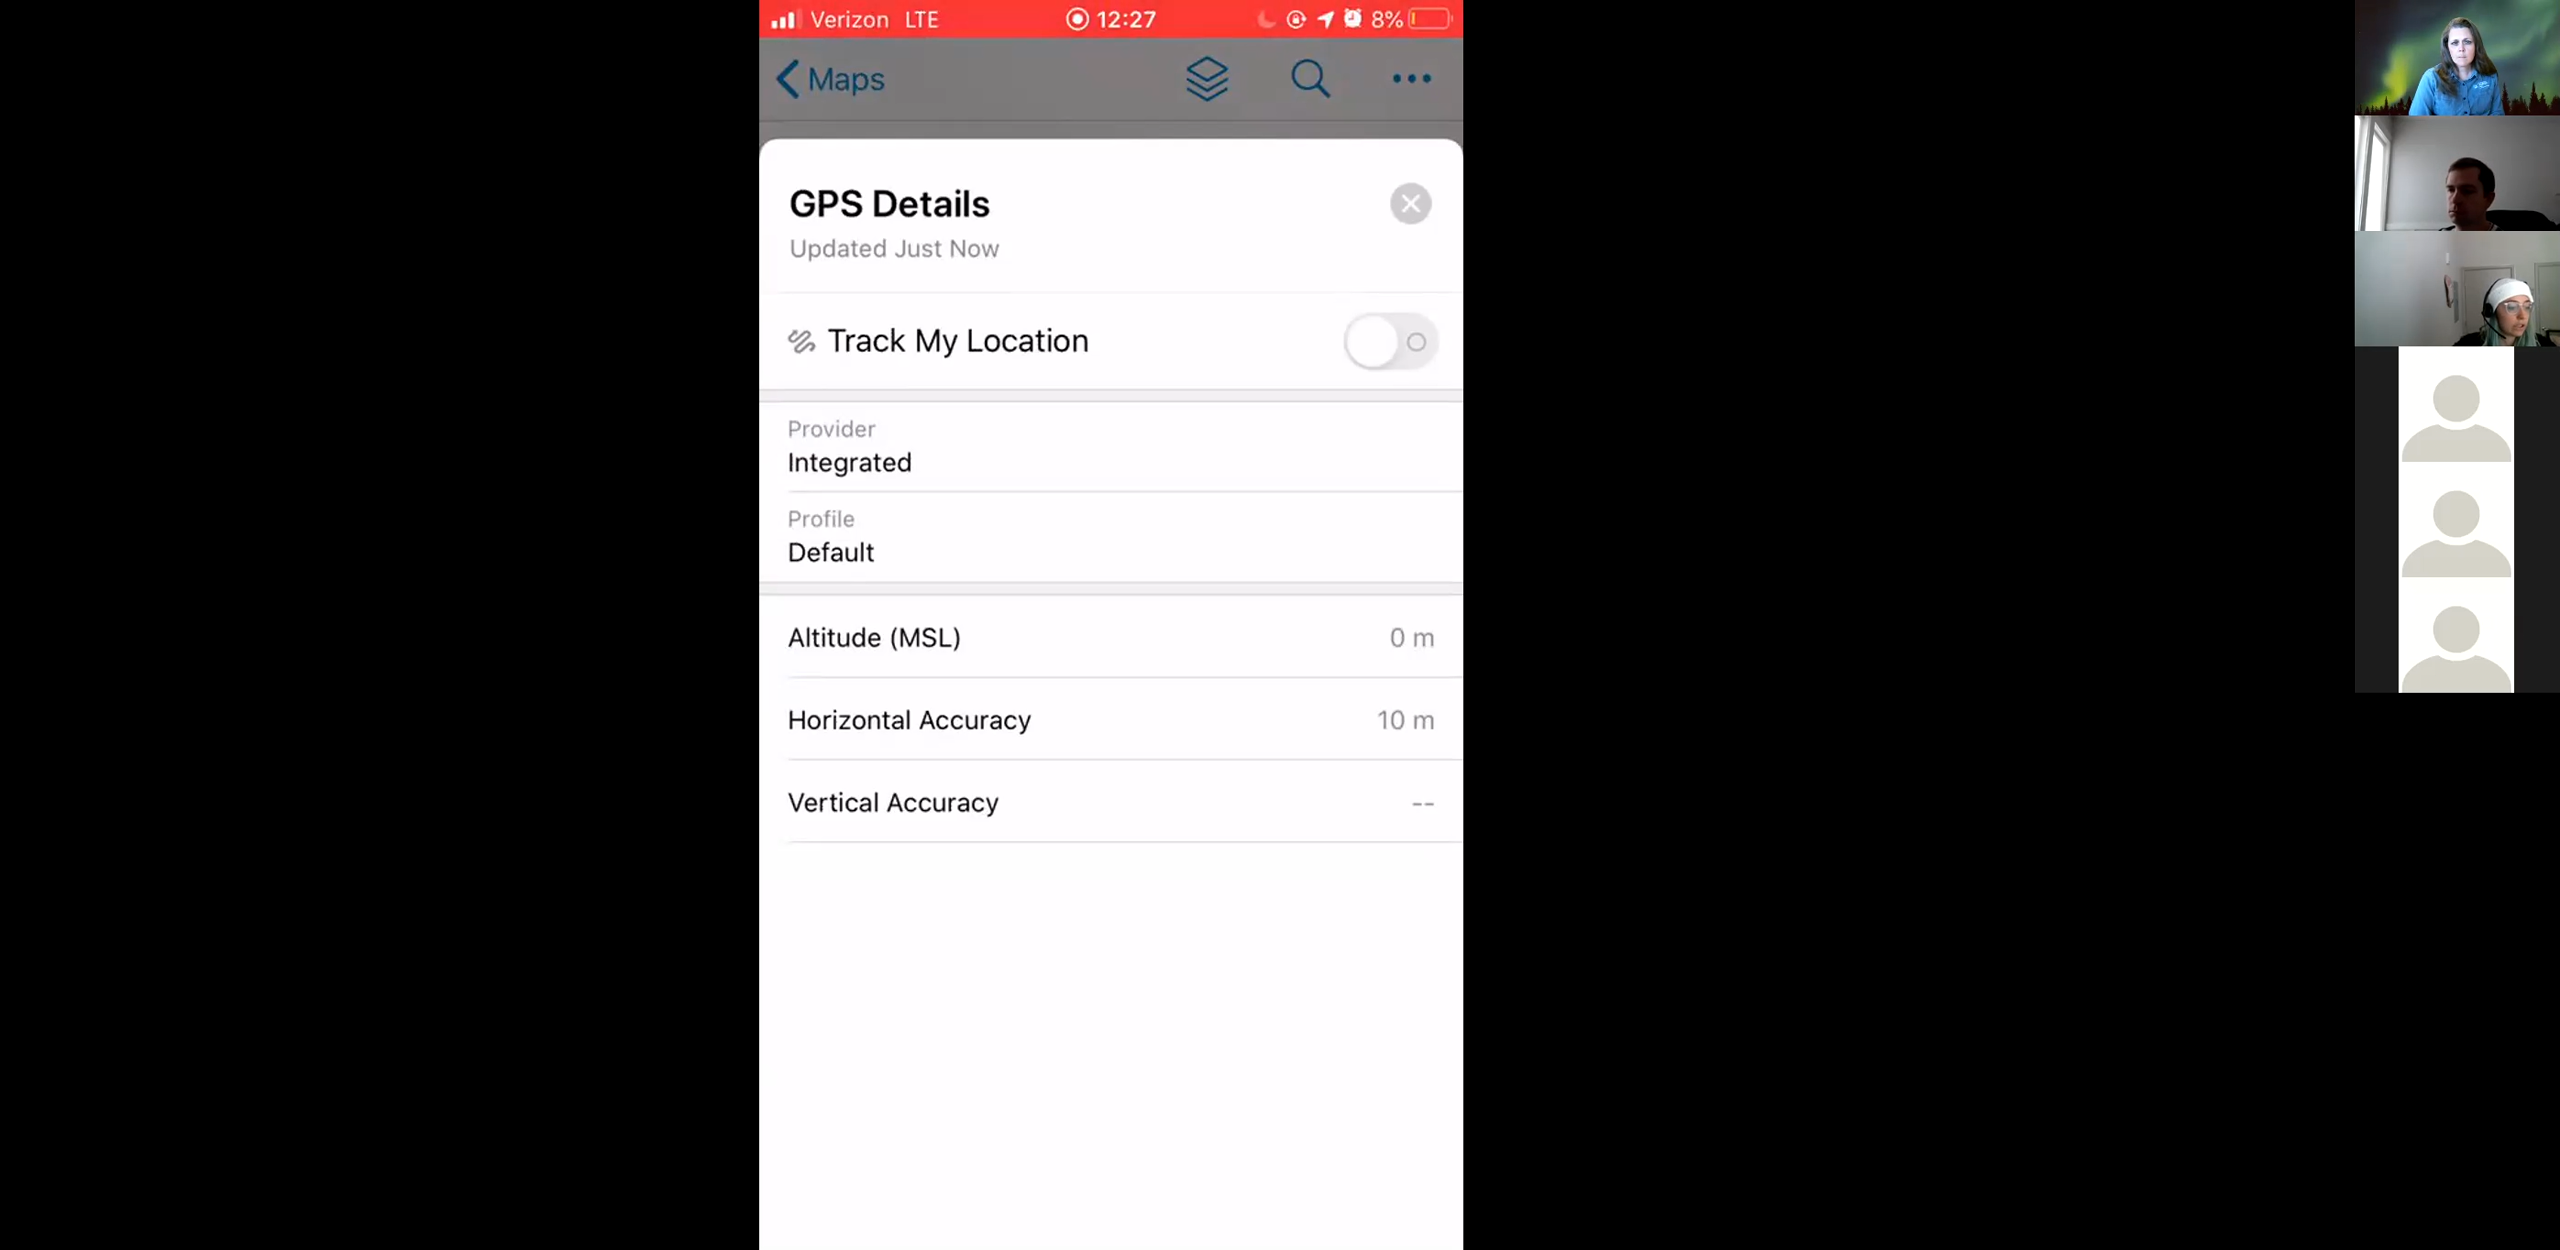 Verizon LTE 12:27 8%
Maps
GPS Details
Updated Just Now
Track My Location
Provider
Integrated
Profile
Default
Altitude (MSL) 0 m
Horizontal Accuracy 10 m
Vertical Accuracy --